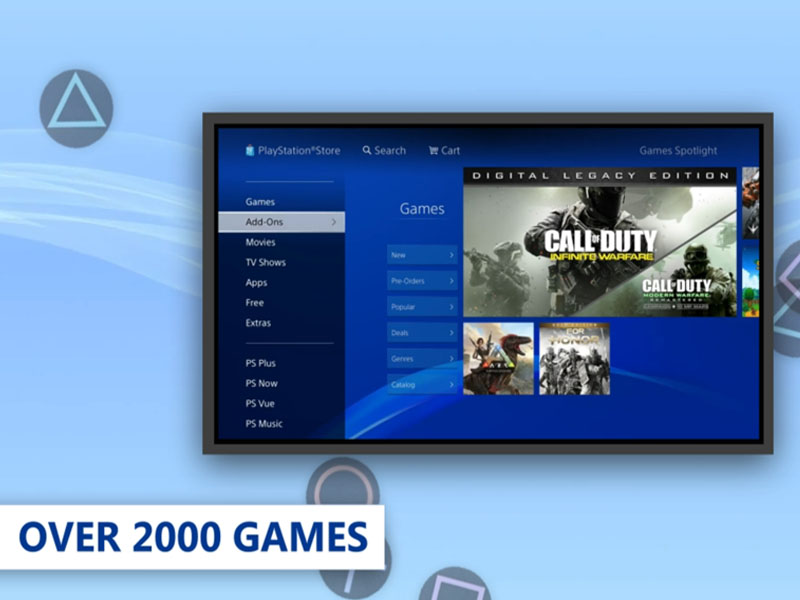 PlayStation®Store
Search
Cart
Games Spotlight
Games
Add-Ons
Movies
TV Shows
Apps
Free
Extras
PS Plus
PS Now
PS Vue
PS Music
Games
New
Pre-Orders
Popular
Deals
Genres
Catalog
DIGITAL LEGACY EDITION
CALL OF DUTY
INFINITE WARFARE
CALL OF DUTY
MODERN WARFARE
REMASTERED
ARK
FOR
HONOR
OVER 2000 GAMES